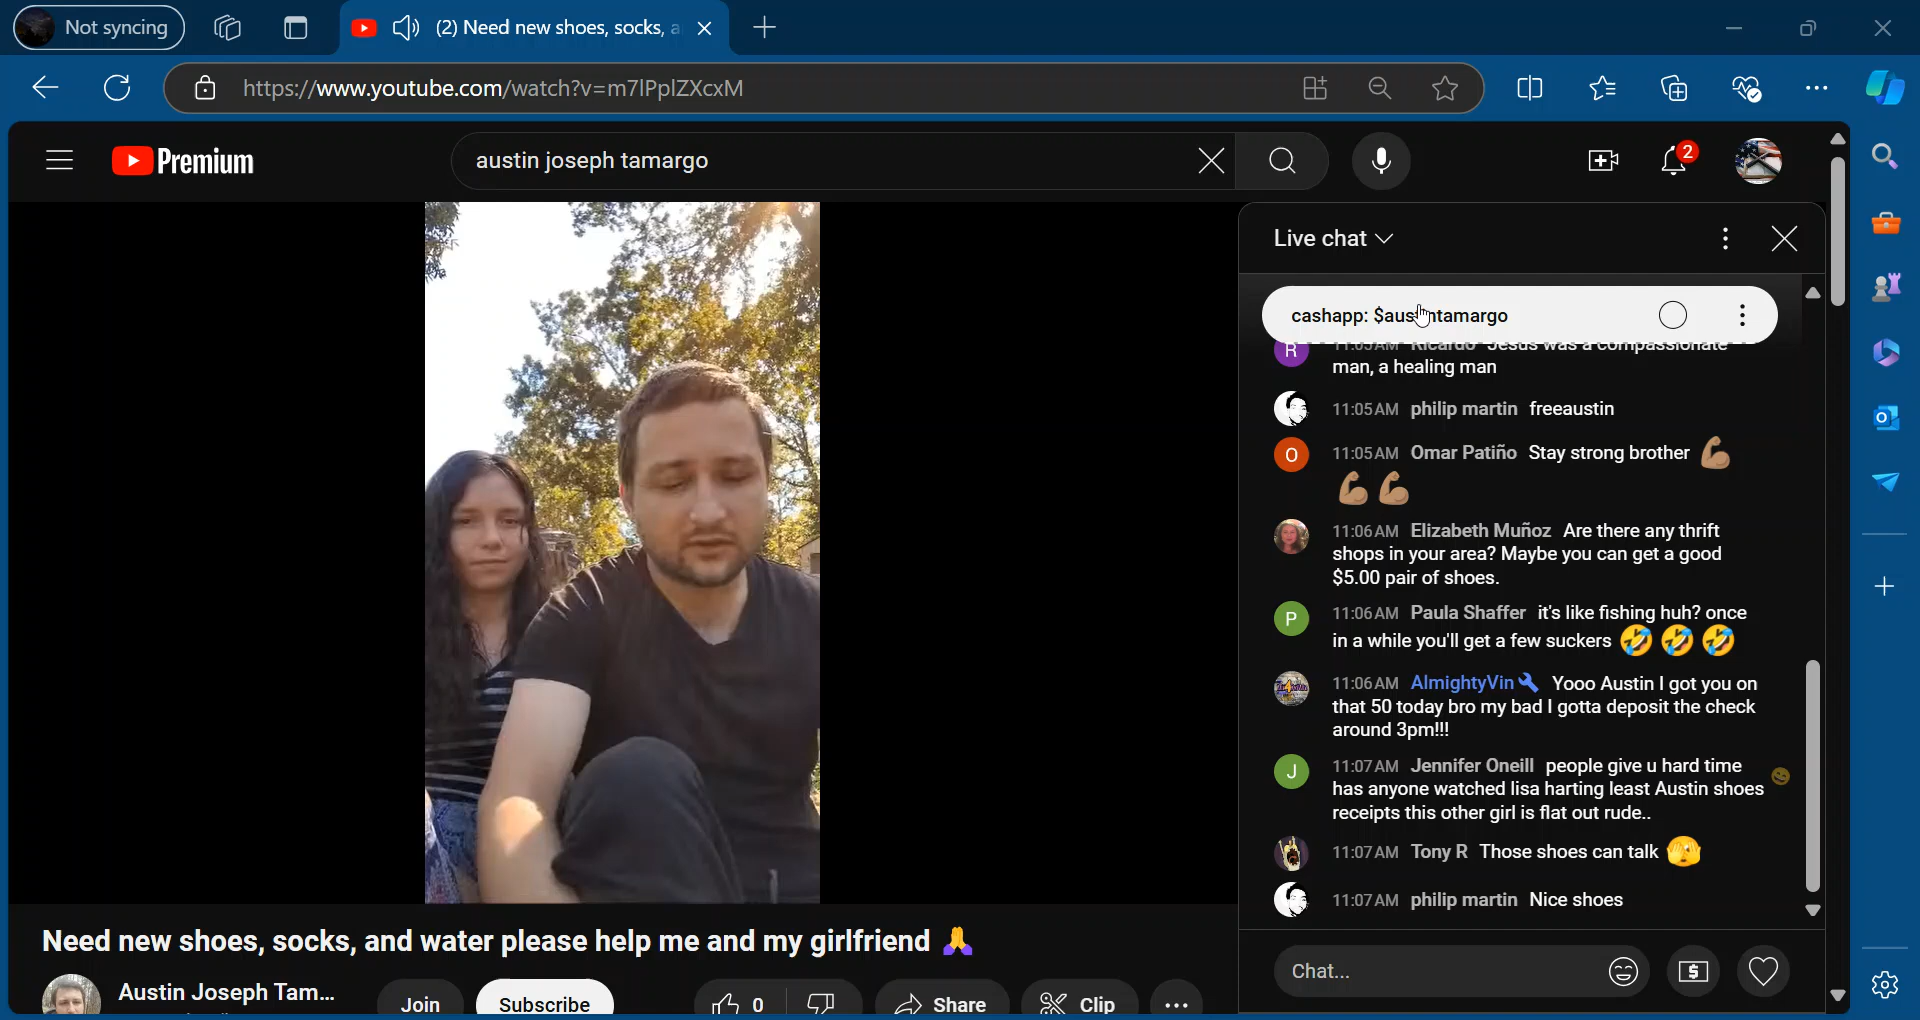 Not syncing
(2) Need new shoes, socks, a
https://www.youtube.com/watch?v=m7lPplZXcxM
Premium
austin joseph tamargo
2
Live chat
cashapp: $austintamargo
R 11:05AM Ricardo Jesus was a compassionate
man, a healing man
11:05AM philip martin freeaustin
O 11:05AM Omar Patiño Stay strong brother 💪🏽
💪🏽💪🏽
11:06AM Elizabeth Muñoz Are there any thrift
shops in your area? Maybe you can get a good
$5.00 pair of shoes.
P 11:06AM Paula Shaffer it's like fishing huh? once
in a while you'll get a few suckers 🤣🤣🤣
11:06AM AlmightyVin Yooo Austin I got you on
that 50 today bro my bad I gotta deposit the check
around 3pm!!!
J 11:07AM Jennifer Oneill people give u hard time
has anyone watched lisa harting least Austin shoes
receipts this other girl is flat out rude..
11:07AM Tony R Those shoes can talk 🫣
11:07AM philip martin Nice shoes
Chat...
Need new shoes, socks, and water please help me and my girlfriend 🙏
Austin Joseph Tam...
Join
Subscribe
0
Share
Clip